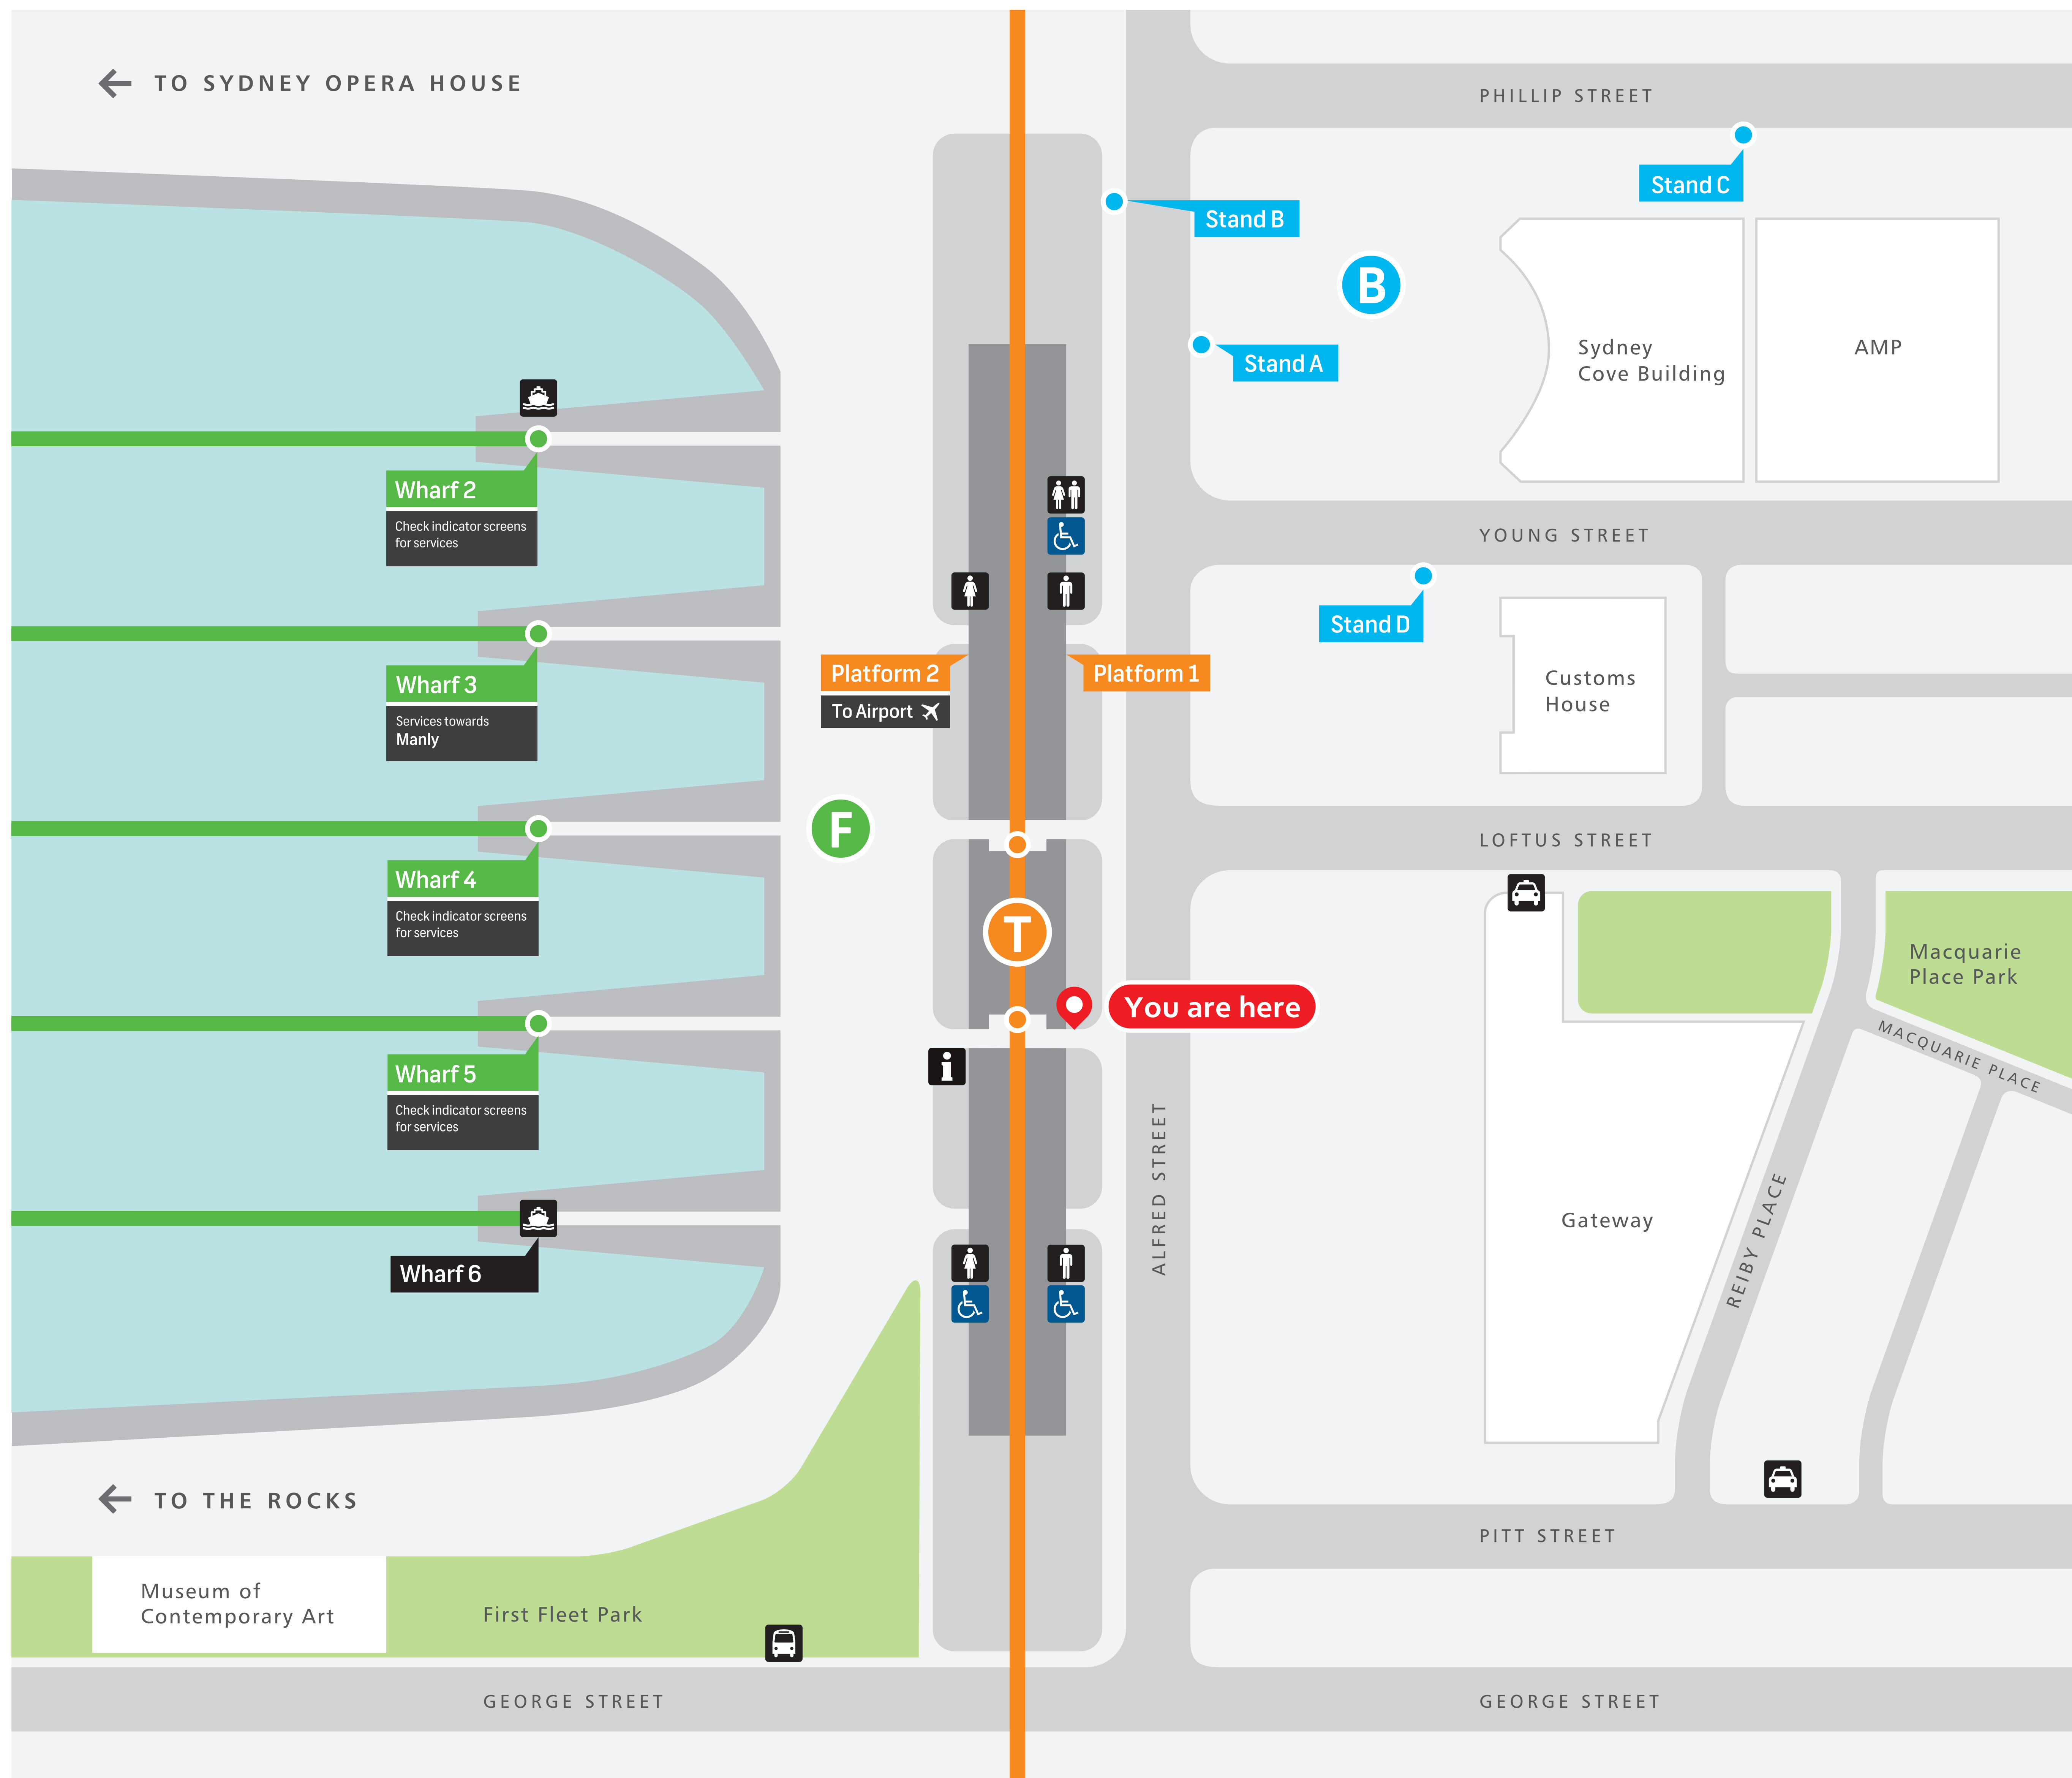 TO SYDNEY OPERA HOUSE
PHILLIP STREET
Stand C
Stand B
B
Stand A
Sydney
Cove Building
AMP
Wharf 2
Check indicator screens
for services
YOUNG STREET
Stand D
Wharf 3
Services towards
Manly
Platform 2
To Airport
Platform 1
Customs
House
F
LOFTUS STREET
Wharf 4
Check indicator screens
for services
T
Macquarie
Place Park
You are here
MACQUARIE PLACE
Wharf 5
Check indicator screens
for services
i
ALFRED STREET
Gateway
REIBY PLACE
Wharf 6
TO THE ROCKS
PITT STREET
Museum of
Contemporary Art
First Fleet Park
GEORGE STREET
GEORGE STREET